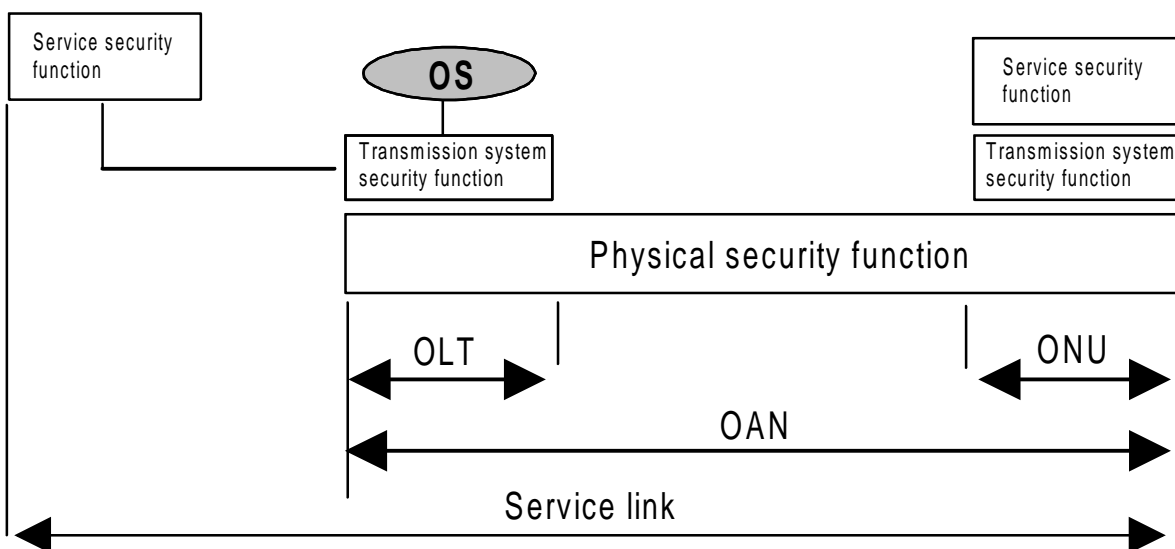 Service security
function
OS
Service security
function
Transmission system
security function
Transmission system
security function
Physical security function
OLT
ONU
OAN
Service link